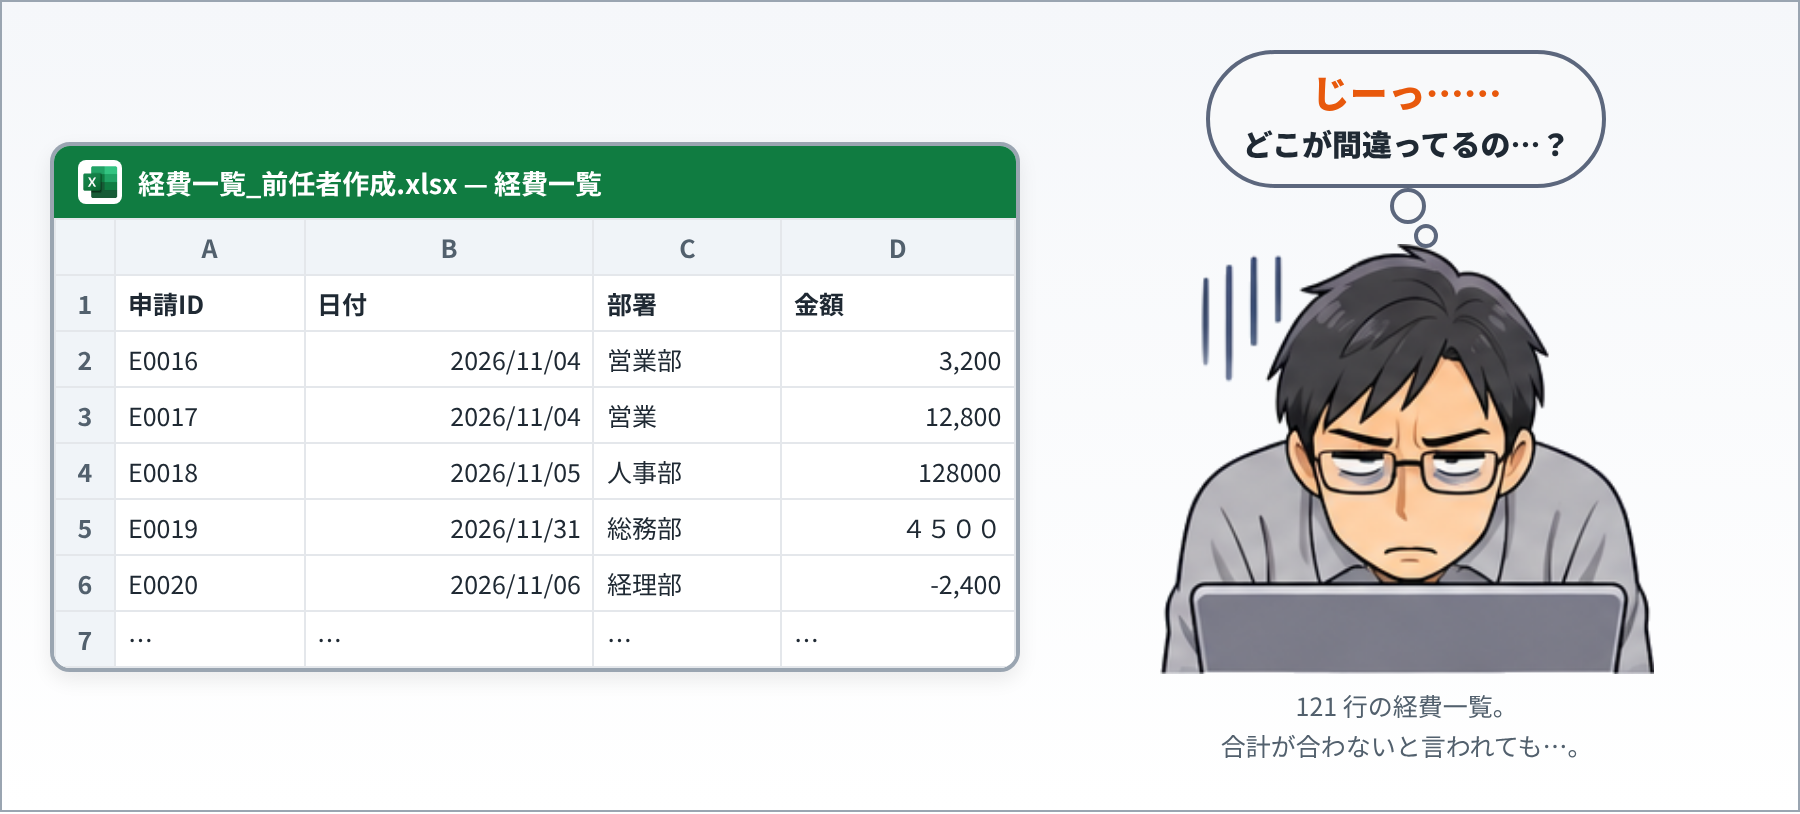 じーっ……
どこが間違ってるの…？
経費一覧_前任者作成.xlsx — 経費一覧
A B C D
1 申請ID 日付 部署 金額
2 E0016 2026/11/04 営業部 3,200
3 E0017 2026/11/04 営業 12,800
4 E0018 2026/11/05 人事部 128000
5 E0019 2026/11/31 総務部 ４５００
6 E0020 2026/11/06 経理部 -2,400
7 … … … …
121 行の経費一覧。
合計が合わないと言われても…。